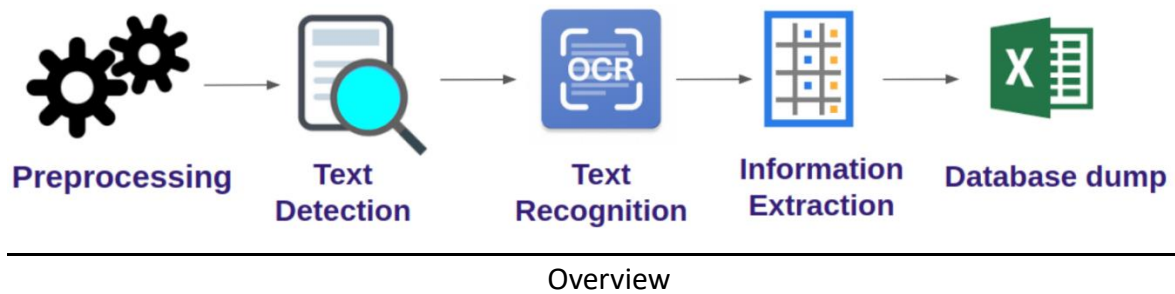 OCR
X
Preprocessing
Text
Detection
Text
Recognition
Information
Extraction
Database dump
Overview